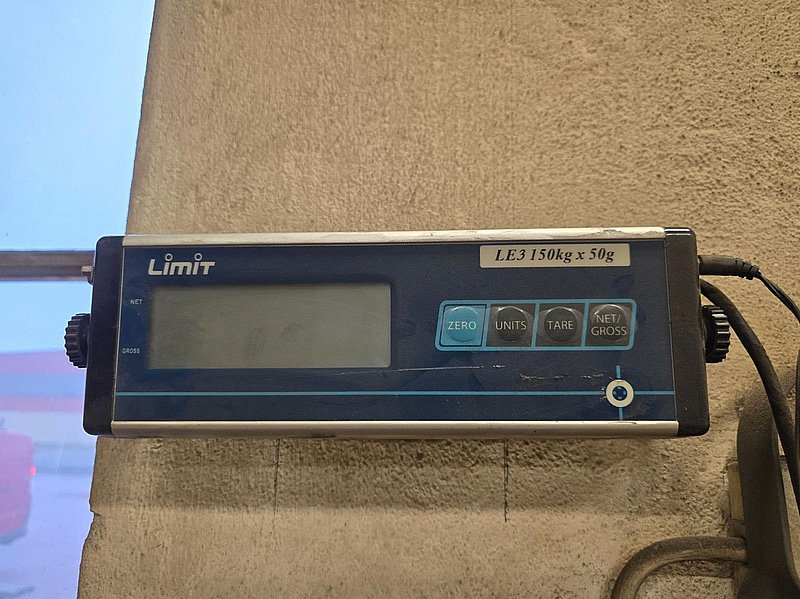 Limit
LE3 150kg x 50g
NET
GROSS
ZERO
UNITS
TARE
NET/
GROSS